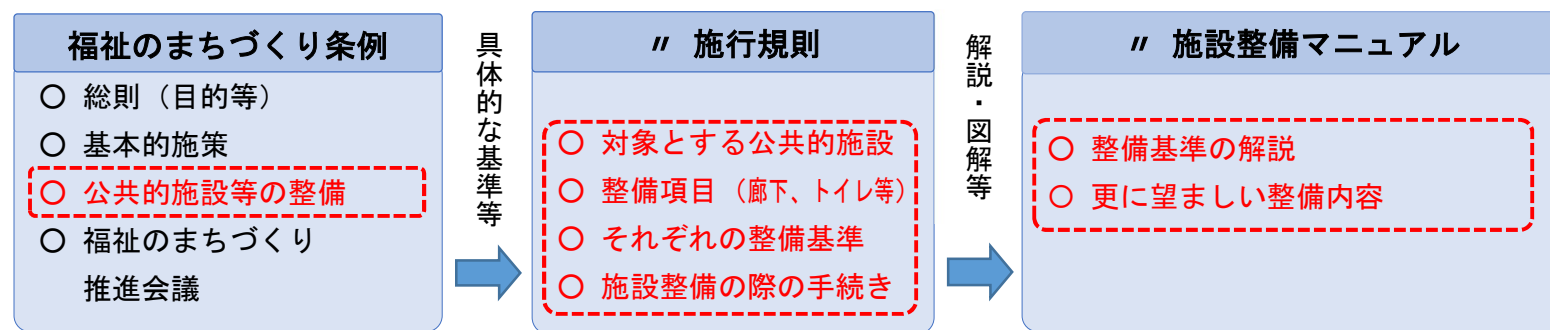 福祉のまちづくり条例
○ 総則（目的等）
○ 基本的施策
○ 公共的施設等の整備
○ 福祉のまちづくり
推進会議
具体的な基準等
〃 施行規則
○ 対象とする公共的施設
○ 整備項目（廊下、トイレ等）
○ それぞれの整備基準
○ 施設整備の際の手続き
解説・図解等
〃 施設整備マニュアル
○ 整備基準の解説
○ 更に望ましい整備内容